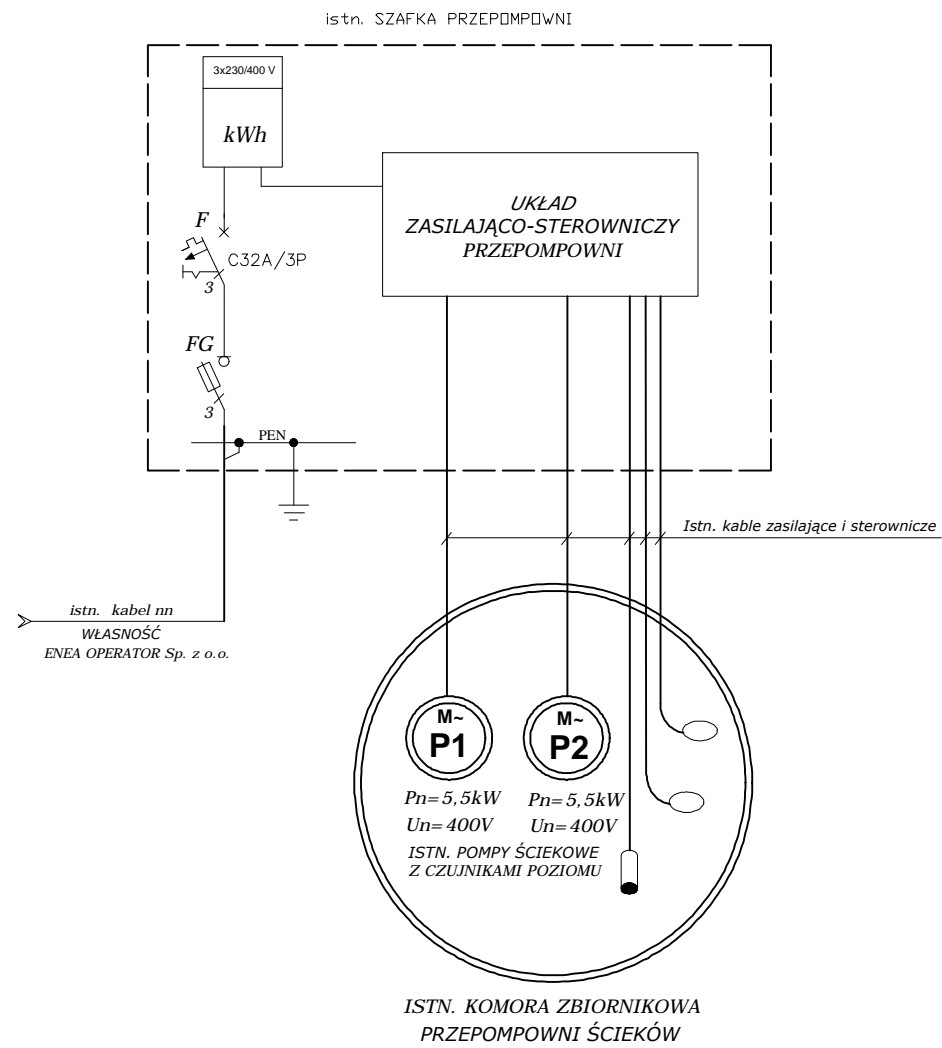 istn. SZAFKA PRZEPOMPOWNI
3x230/400 V
kWh
UKŁAD
ZASILAJĄCO-STEROWNICZY
PRZEPOMPOWNI
F
C32A/3P
3
FG
3
PEN
Istn. kable zasilające i sterownicze
istn. kabel nn
WŁASNOŚĆ
ENEA OPERATOR Sp. z o.o.
M~
P1
M~
P2
Pn=5,5kW
Un=400V
Pn=5,5kW
Un=400V
ISTN. POMPY ŚCIEKOWE
Z CZUJNIKAMI POZIOMU
ISTN. KOMORA ZBIORNIKOWA
PRZEPOMPOWNI ŚCIEKÓW